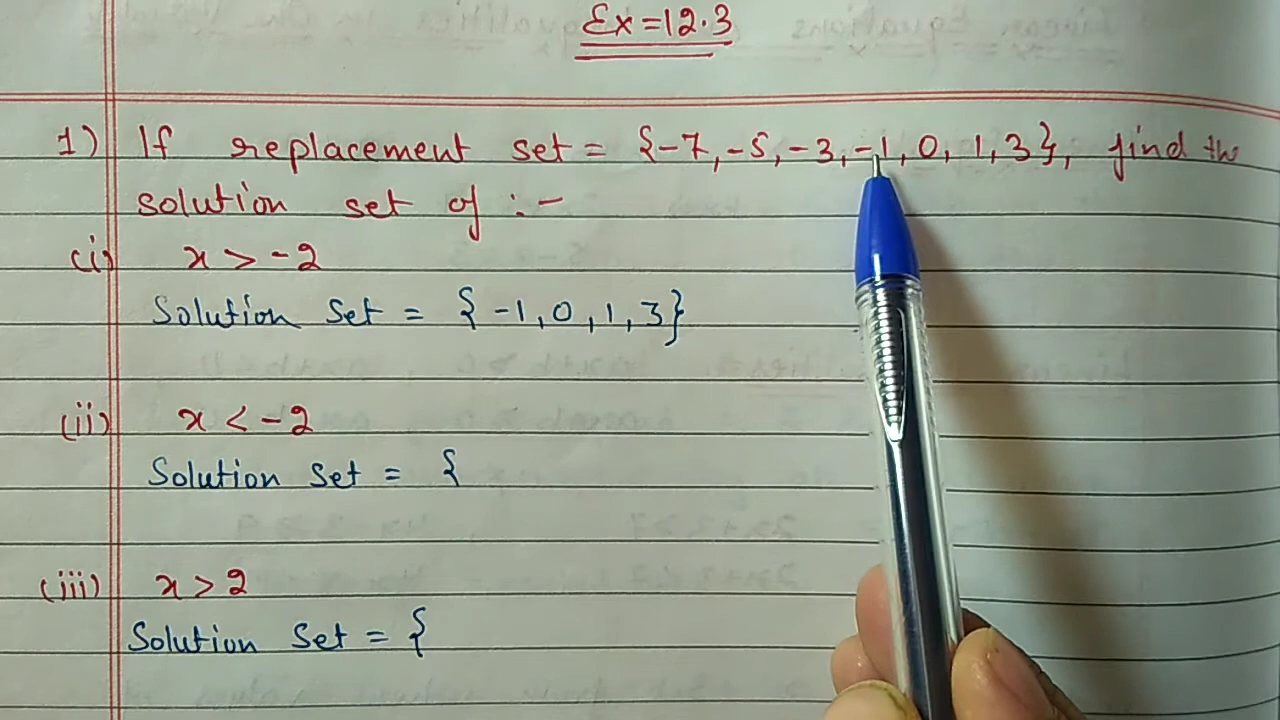 Ex=12.3
1) If replacement set = {-7, -5, -3, -1, 0, 1, 3}, find the
solution set of :-
(i) x > -2
Solution Set = { -1, 0, 1, 3}
(ii) x < -2
Solution Set = {
(iii) x > 2
Solution Set = {